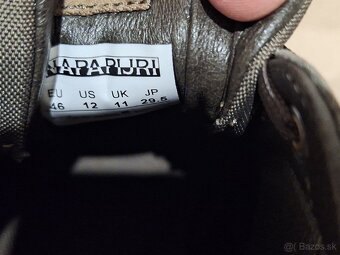 NAPAPIJRI
EU US UK JP
46 12 11 29.5
@( Bazos.sk